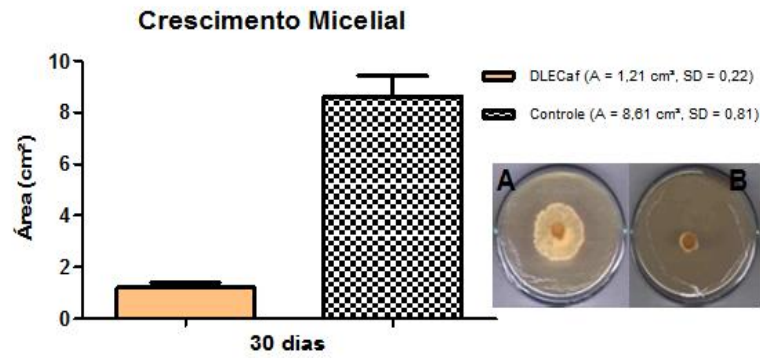 Crescimento Micelial
Área (cm²)
10
8
6
4
2
0
30 dias
DLECaf (A = 1,21 cm², SD = 0,22)
Controle (A = 8,61 cm², SD = 0,81)
A
B